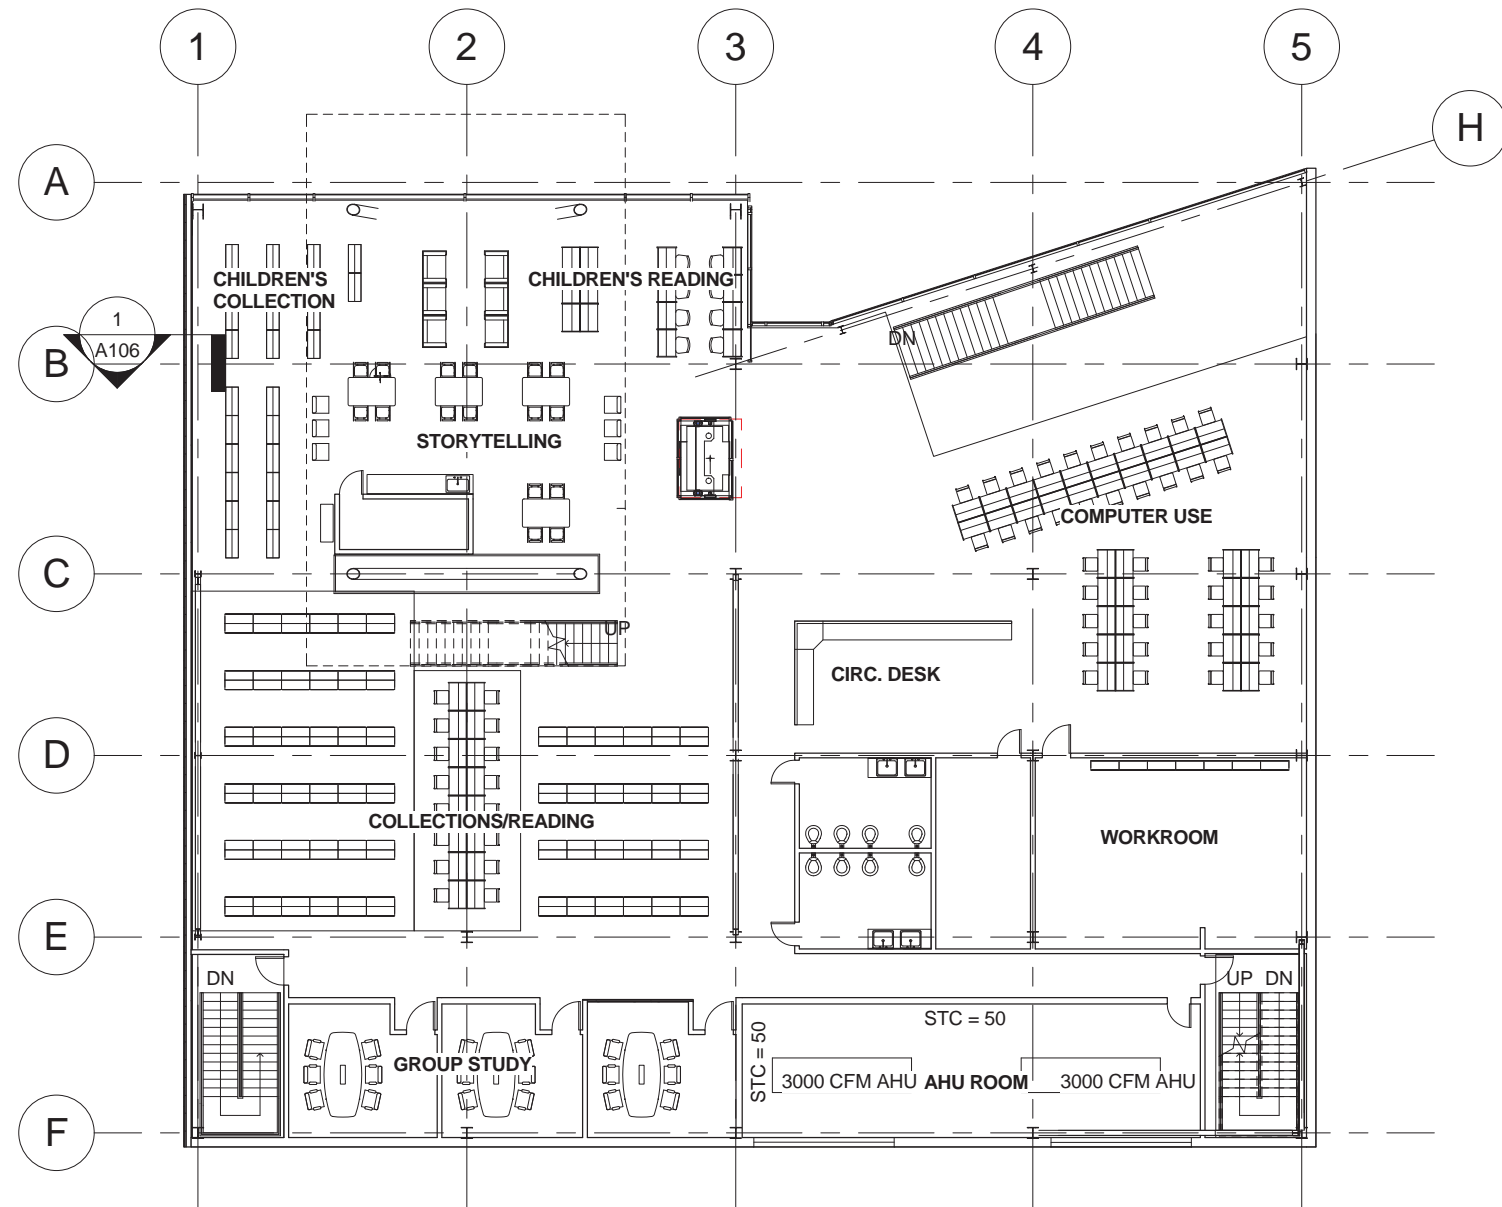 1
2
3
4
5
H
A
CHILDREN'S
COLLECTION
CHILDREN'S READING
1
A106
DN
B
STORYTELLING
COMPUTER USE
C
UP
CIRC. DESK
D
COLLECTIONS/READING
WORKROOM
E
DN
UP DN
STC = 50
STC = 50
GROUP STUDY
3000 CFM AHU
AHU ROOM
3000 CFM AHU
F